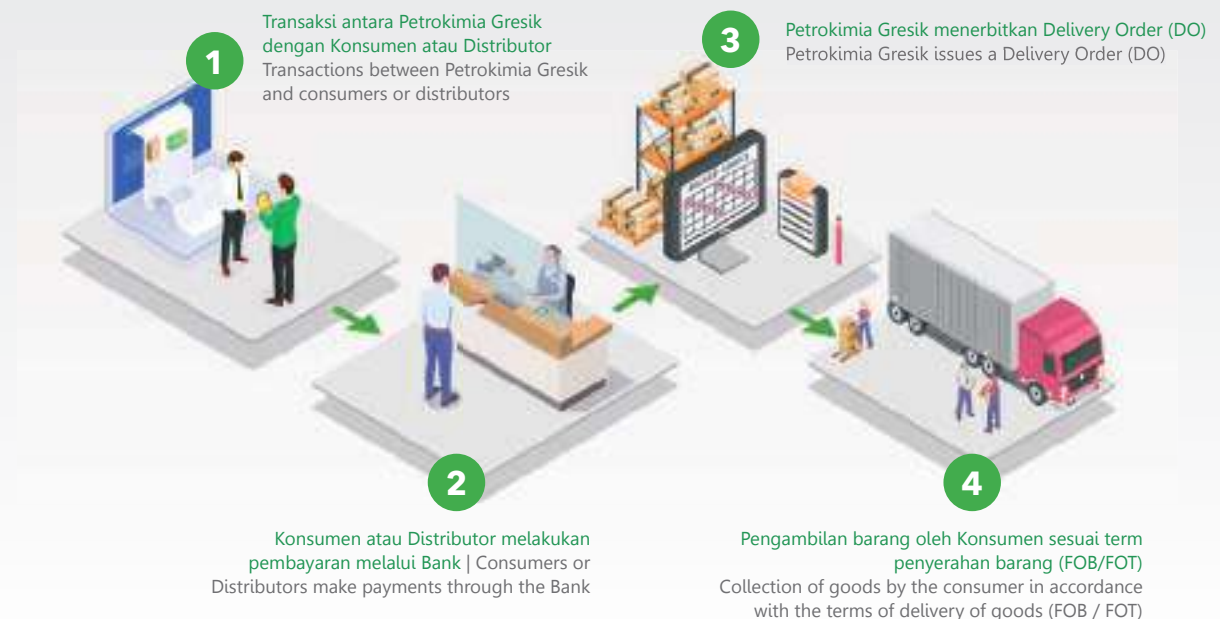 1
Transaksi antara Petrokimia Gresik
dengan Konsumen atau Distributor
Transactions between Petrokimia Gresik
and consumers or distributors
2
Konsumen atau Distributor melakukan
pembayaran melalui Bank | Consumers or
Distributors make payments through the Bank
3
Petrokimia Gresik menerbitkan Delivery Order (DO)
Petrokimia Gresik issues a Delivery Order (DO)
4
Pengambilan barang oleh Konsumen sesuai term
penyerahan barang (FOB/FOT)
Collection of goods by the consumer in accordance
with the terms of delivery of goods (FOB / FOT)